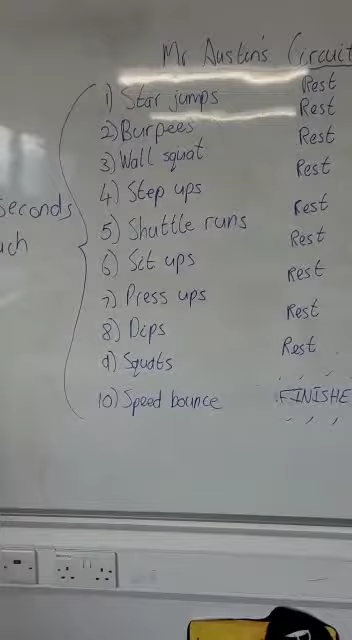 Mr Austin's Circuit
1) Star jumps Rest
2) Burpees Rest
3) Wall squat Rest
4) Step ups Rest
5) Shuttle runs Rest
6) Sit ups Rest
7) Press ups Rest
8) Dips Rest
9) Squats Rest
10) Speed bounce FINISHE
seconds